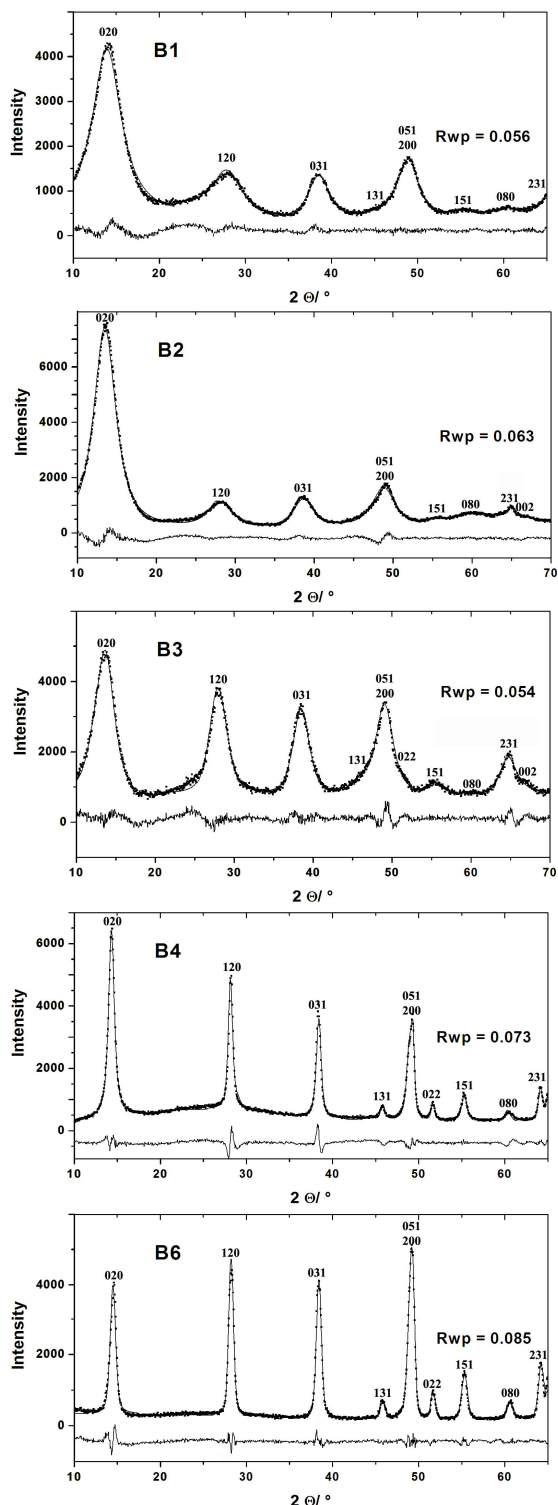 020
B1
4000
3000
2000
1000
0
Intensity
120
031
131
051
200
151
080
231
Rwp = 0.056
10 20 30 40 50 60
2 Θ/ °
020
B2
6000
4000
2000
0
Intensity
120
031
051
200
151
080
231
002
Rwp = 0.063
10 20 30 40 50 60 70
2 Θ/ °
020
B3
4000
2000
0
Intensity
120
031
131
051
200
022
151
080
231
002
Rwp = 0.054
10 20 30 40 50 60 70
2 Θ/ °
020
B4
6000
4000
2000
0
Intensity
120
031
131
051
200
022
151
080
231
Rwp = 0.073
10 20 30 40 50 60
2 Θ/ °
020
B6
4000
2000
0
Intensity
120
031
131
051
200
022
151
080
231
Rwp = 0.085
10 20 30 40 50 60
2 Θ/ °